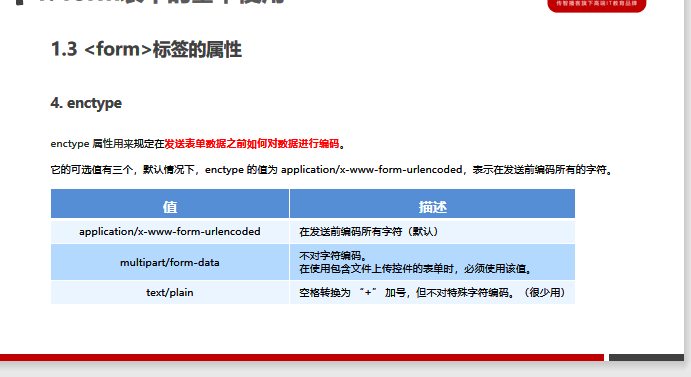 传智播客旗下高端IT教育品牌
1.3 <form>标签的属性
4. enctype
enctype 属性用来规定在发送表单数据之前如何对数据进行编码。
它的可选值有三个，默认情况下，enctype 的值为 application/x-www-form-urlencoded，表示在发送前编码所有的字符。
值 描述
application/x-www-form-urlencoded 在发送前编码所有字符（默认）
multipart/form-data 不对字符编码。
在使用包含文件上传控件的表单时，必须使用该值。
text/plain 空格转换为 “+” 加号，但不对特殊字符编码。（很少用）